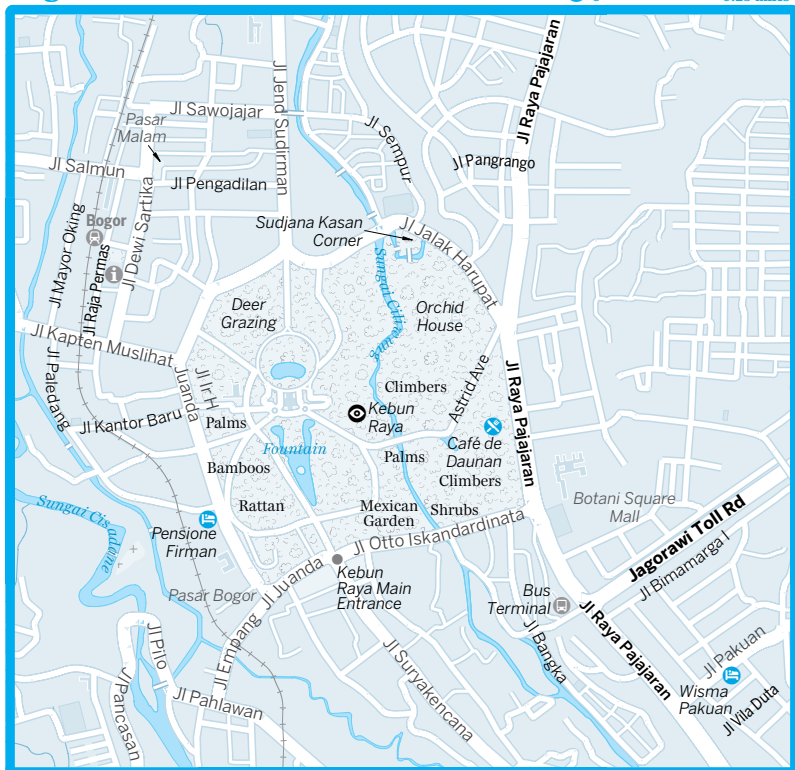 Jl Raya Pajajaran
Jl Jend Sudirman
Jl Sawojajar
Pasar
Malam
Jl Sempur
Jl Pangrango
Jl Salmun
Jl Pengadilan
Jl Dewi Sartika
Jl Mayor Oking
Bogor
Jl Raja Permas
Sudjana Kasan
Corner
Jl Jalak Harupat
Sungai Ciliwung
Deer
Grazing
Orchid
House
Jl Kapten Muslihat
Jl Paledang
Jl Ir H
Juanda
Climbers
Astrid Ave
Jl Raya Pajajaran
Jl Kantor Baru
Palms
Kebun
Raya
Café de
Daunan
Fountain
Palms
Bamboos
Climbers
Rattan
Mexican
Garden
Shrubs
Botani Square
Mall
Sungai Cisadane
Pensione
Firman
Jl Otto Iskandardinata
Jagorawi Toll Rd
Jl Bimamarga I
Kebun
Raya Main
Entrance
Pasar Bogor
Jl Juanda
Bus
Terminal
Jl Raya Pajajaran
Jl Empang
Jl Bangka
Jl Pilo
Jl Suryakencana
Jl Pakuan
Wisma
Pakuan
Jl Pancasan
Jl Pahlawan
Jl Vila Duta